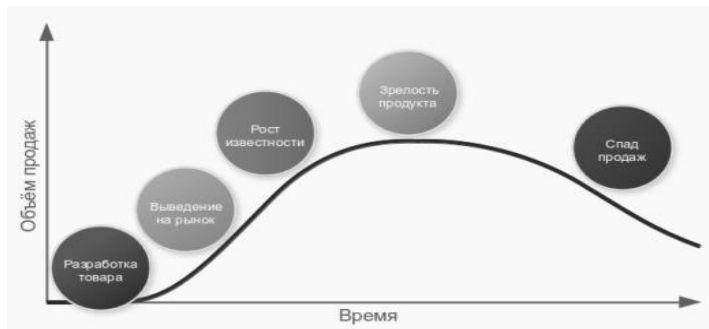 Объём продаж
Разработка
товара
Выведение
на рынок
Рост
известности
Зрелость
продукта
Спад
продаж
Время